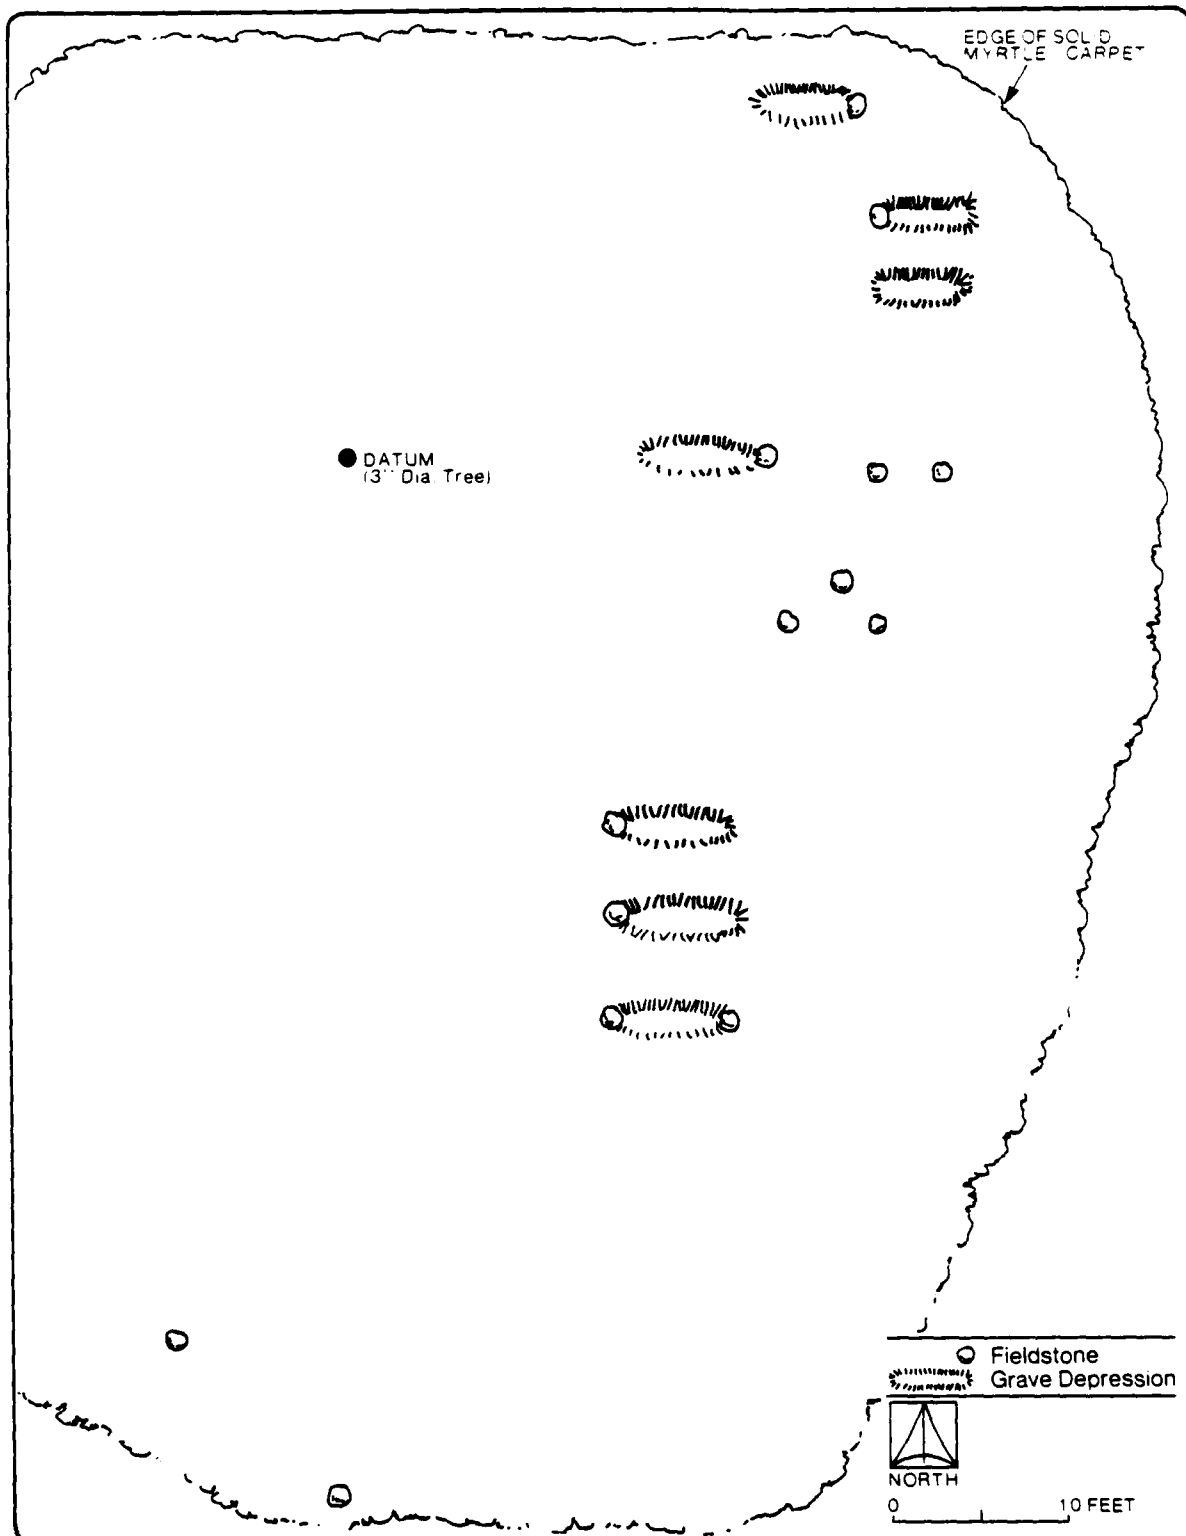 EDGE OF SOLID
MYRTLE CARPET
DATUM
(3" Dia. Tree)
Fieldstone
Grave Depression
NORTH
0 10 FEET